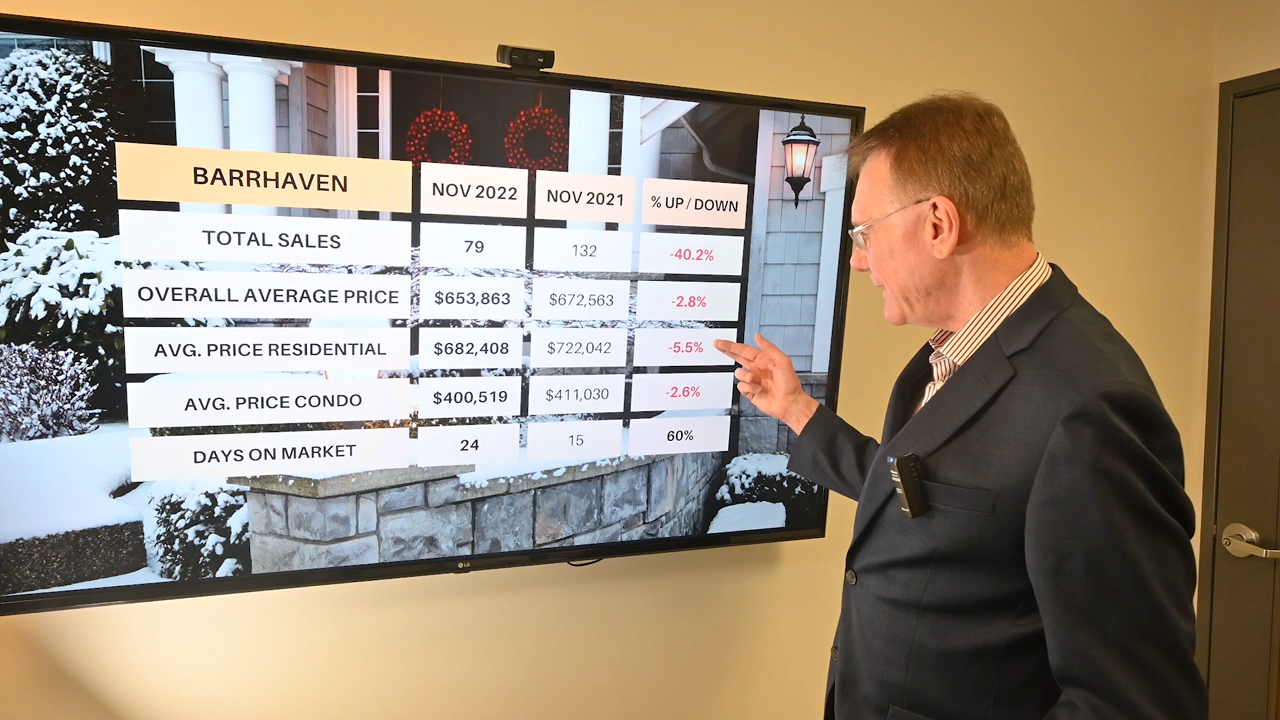 BARRHAVEN NOV 2022 NOV 2021 % UP / DOWN
TOTAL SALES 79 132 -40.2%
OVERALL AVERAGE PRICE $653,863 $672,563 -2.8%
AVG. PRICE RESIDENTIAL $682,408 $722,042 -5.5%
AVG. PRICE CONDO $400,519 $411,030 -2.6%
DAYS ON MARKET 24 15 60%
LG